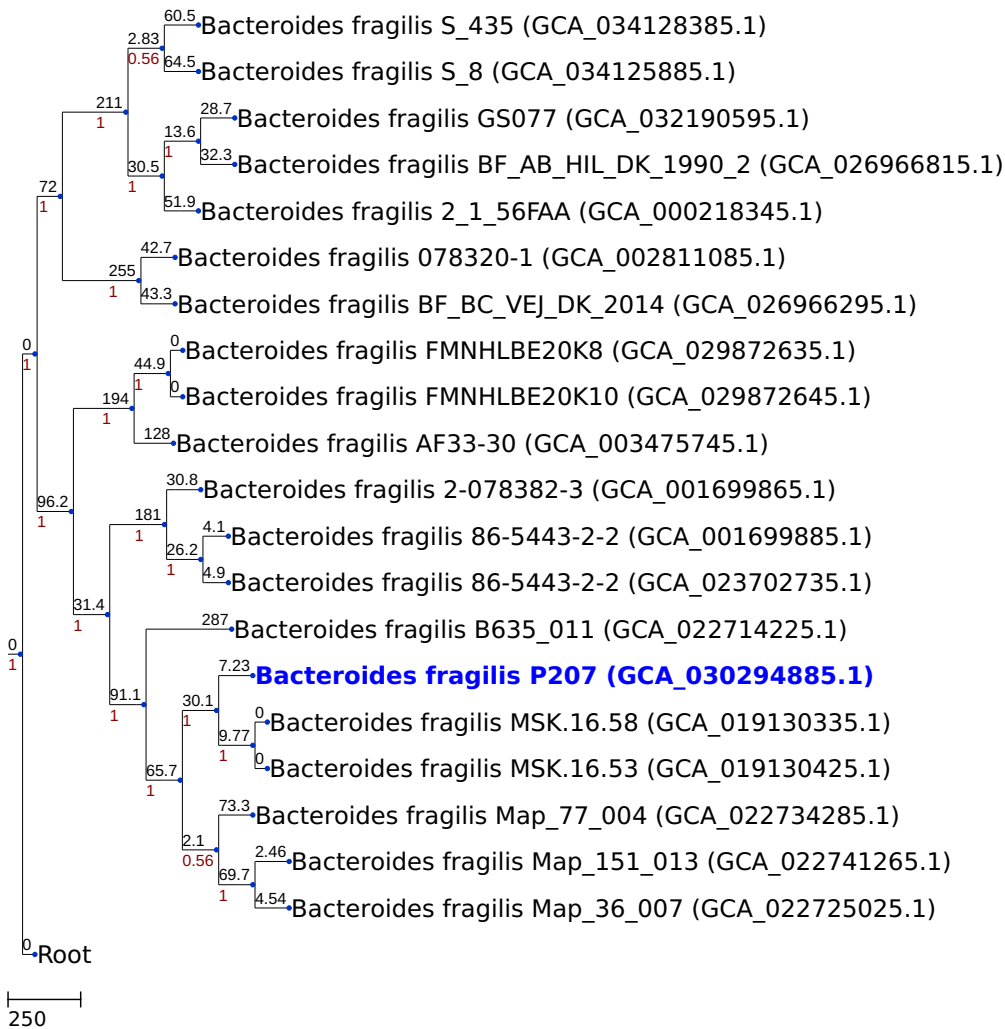 60.5
Bacteroides fragilis S_435 (GCA_034128385.1)
2.83
0.56
64.5
Bacteroides fragilis S_8 (GCA_034125885.1)
211
1
28.7
Bacteroides fragilis GS077 (GCA_032190595.1)
13.6
1
32.3
Bacteroides fragilis BF_AB_HIL_DK_1990_2 (GCA_026966815.1)
30.5
1
51.9
Bacteroides fragilis 2_1_56FAA (GCA_000218345.1)
72
1
42.7
Bacteroides fragilis 078320-1 (GCA_002811085.1)
255
1
43.3
Bacteroides fragilis BF_BC_VEJ_DK_2014 (GCA_026966295.1)
0
1
0
Bacteroides fragilis FMNHLBE20K8 (GCA_029872635.1)
44.9
1
0
Bacteroides fragilis FMNHLBE20K10 (GCA_029872645.1)
194
1
128
Bacteroides fragilis AF33-30 (GCA_003475745.1)
96.2
1
30.8
Bacteroides fragilis 2-078382-3 (GCA_001699865.1)
181
1
4.1
Bacteroides fragilis 86-5443-2-2 (GCA_001699885.1)
26.2
1
4.9
Bacteroides fragilis 86-5443-2-2 (GCA_023702735.1)
31.4
1
287
Bacteroides fragilis B635_011 (GCA_022714225.1)
0
1
7.23
Bacteroides fragilis P207 (GCA_030294885.1)
91.1
1
30.1
1
0
Bacteroides fragilis MSK.16.58 (GCA_019130335.1)
9.77
1
0
Bacteroides fragilis MSK.16.53 (GCA_019130425.1)
65.7
1
73.3
Bacteroides fragilis Map_77_004 (GCA_022734285.1)
2.1
0.56
2.46
Bacteroides fragilis Map_151_013 (GCA_022741265.1)
69.7
1
4.54
Bacteroides fragilis Map_36_007 (GCA_022725025.1)
0
Root
250